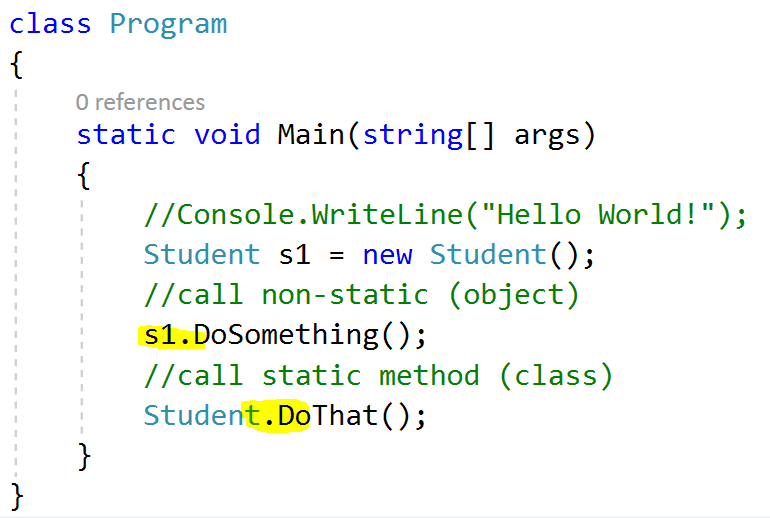 class Program
{
0 references
static void Main(string[] args)
{
//Console.WriteLine("Hello World!");
Student s1 = new Student();
//call non-static (object)
s1.DoSomething();
//call static method (class)
Student.DoThat();
}
}